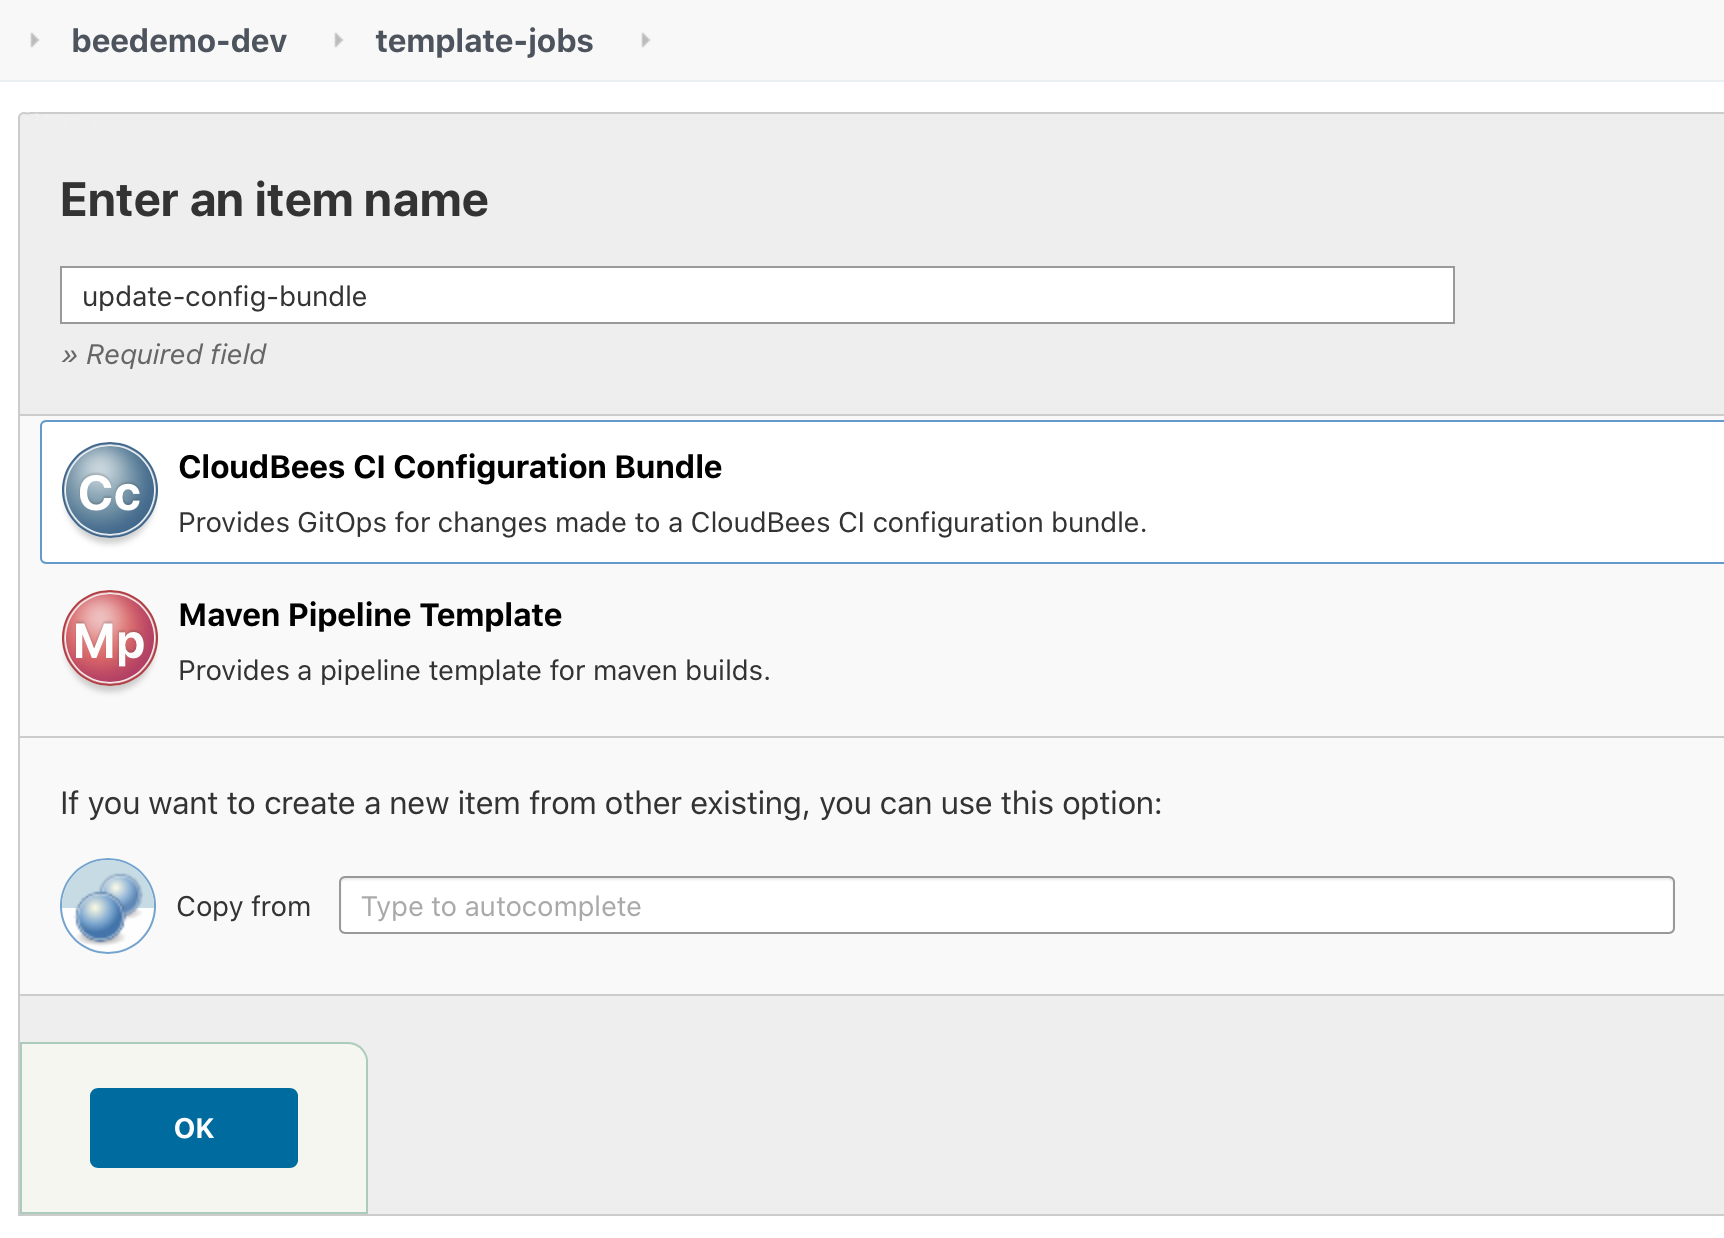 beedemo-dev template-jobs
Enter an item name
update-config-bundle
» Required field
Cc
CloudBees CI Configuration Bundle
Provides GitOps for changes made to a CloudBees CI configuration bundle.
Mp
Maven Pipeline Template
Provides a pipeline template for maven builds.
If you want to create a new item from other existing, you can use this option:
Copy from Type to autocomplete
OK